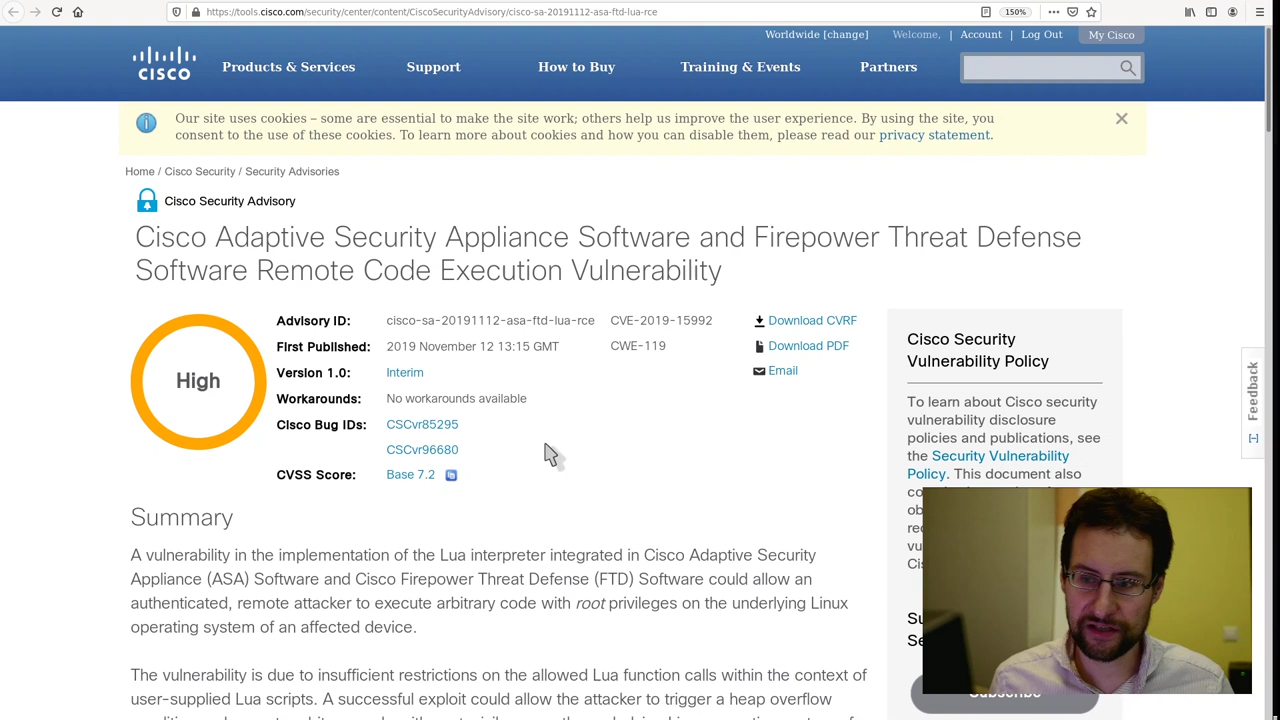 https://tools.cisco.com/security/center/content/CiscoSecurityAdvisory/cisco-sa-20191112-asa-ftd-lua-rce
150%
Worldwide [change] Welcome, | Account | Log Out My Cisco
CISCO
Products & Services Support How to Buy Training & Events Partners
Our site uses cookies – some are essential to make the site work; others help us improve the user experience. By using the site, you
consent to the use of these cookies. To learn more about cookies and how you can disable them, please read our privacy statement.
Home / Cisco Security / Security Advisories
Cisco Security Advisory
Cisco Adaptive Security Appliance Software and Firepower Threat Defense
Software Remote Code Execution Vulnerability
High
Advisory ID: cisco-sa-20191112-asa-ftd-lua-rce CVE-2019-15992 Download CVRF
First Published: 2019 November 12 13:15 GMT CWE-119 Download PDF
Version 1.0: Interim Email
Workarounds: No workarounds available
Cisco Bug IDs: CSCvr85295
CSCvr96680
CVSS Score: Base 7.2
Summary
A vulnerability in the implementation of the Lua interpreter integrated in Cisco Adaptive Security
Appliance (ASA) Software and Cisco Firepower Threat Defense (FTD) Software could allow an
authenticated, remote attacker to execute arbitrary code with root privileges on the underlying Linux
operating system of an affected device.
The vulnerability is due to insufficient restrictions on the allowed Lua function calls within the context of
user-supplied Lua scripts. A successful exploit could allow the attacker to trigger a heap overflow
Cisco Security
Vulnerability Policy
To learn about Cisco security
vulnerability disclosure
policies and publications, see
the Security Vulnerability
Policy. This document also
Subscribe
Feedback
[-]